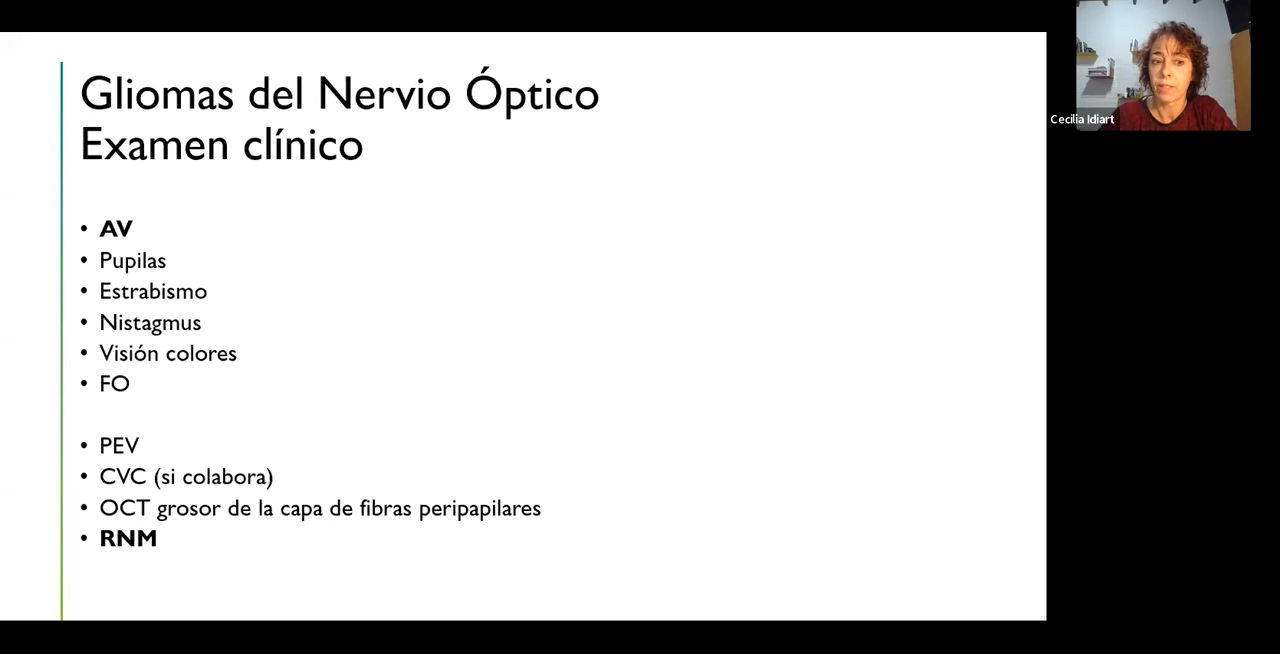 Gliomas del Nervio Óptico
Examen clínico
• AV
• Pupilas
• Estrabismo
• Nistagmus
• Visión colores
• FO
• PEV
• CVC (si colabora)
• OCT grosor de la capa de fibras peripapilares
• RNM
Cecilia Idiart